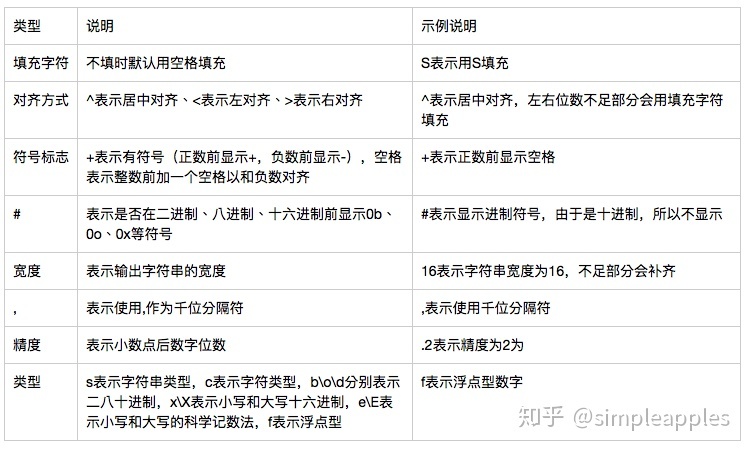 类型 说明 示例说明
填充字符 不填时默认用空格填充 S表示用S填充
对齐方式 ^表示居中对齐、<表示左对齐、>表示右对齐 ^表示居中对齐，左右位数不足部分会用填充字符
填充
符号标志 +表示有符号（正数前显示+，负数前显示-），空格
表示整数前加一个空格以和负数对齐 +表示正数前显示空格
# 表示是否在二进制、八进制、十六进制前显示0b、
0o、0x等符号 #表示显示进制符号，由于是十进制，所以不显示
宽度 表示输出字符串的宽度 16表示字符串宽度为16，不足部分会补齐
, 表示使用,作为千位分隔符 ,表示使用千位分隔符
精度 表示小数点后数字位数 .2表示精度为2为
类型 s表示字符串类型，c表示字符类型，b\o\d分别表示
二八十进制，x\X表示小写和大写十六进制，e\E表
示小写和大写的科学记数法，f表示浮点型 f表示浮点型数字
知乎 @simpleapples